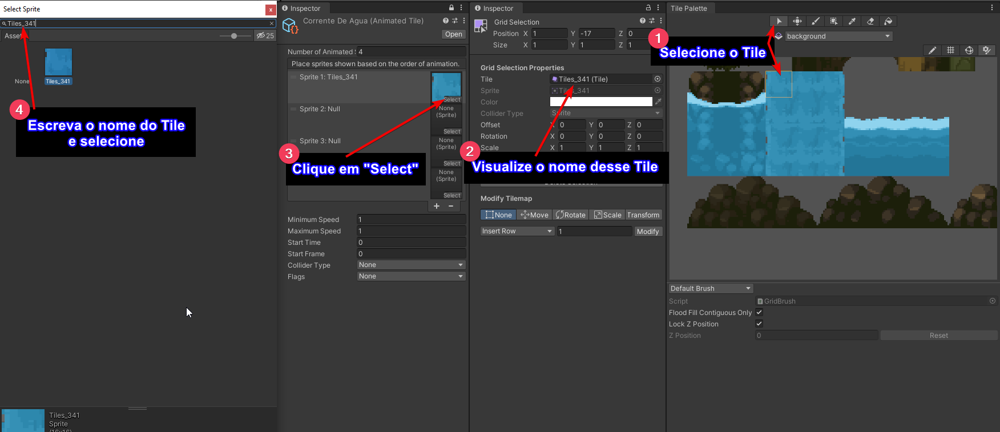 Select Sprite
x
Tiles_341
Asse
25
None
Tiles_341
4
Escreva o nome do Tile
e selecione
Tiles_341
Sprite
Inspector
Corrente De Agua (Animated Tile)
Open
Number of Animated 4
Place sprites shown based on the order of animation.
Sprite 1: Tiles_341
Select
Sprite 2: Null
None
(Sprite)
Select
Sprite 3: Null
None
(Sprite)
Select
None
(Sprite)
Select
3
Clique em "Select"
+ −
Minimum Speed 1
Maximum Speed 1
Start Time 0
Start Frame 0
Collider Type None
Flags None
Inspector
Grid Selection
Position X 1 Y -17 Z 0
Size X 1 Y 1 Z 1
Grid Selection Properties
Tile Tiles_341 (Tile)
Sprite Tiles_341
Color
Collider Type Sprite
Offset X 0 Y 0 Z 0
Rotation X 0 Y 0 Z 0
Scale X 1 Y 1 Z 1
2
Visualize o nome desse Tile
Modify Tilemap
None Move Rotate Scale Transform
Insert Row 1 Modify
Tile Palette
background
1
Selecione o Tile
Default Brush
Script GridBrush
Flood Fill Contiguous Only
Lock Z Position
Z Position 0 Reset